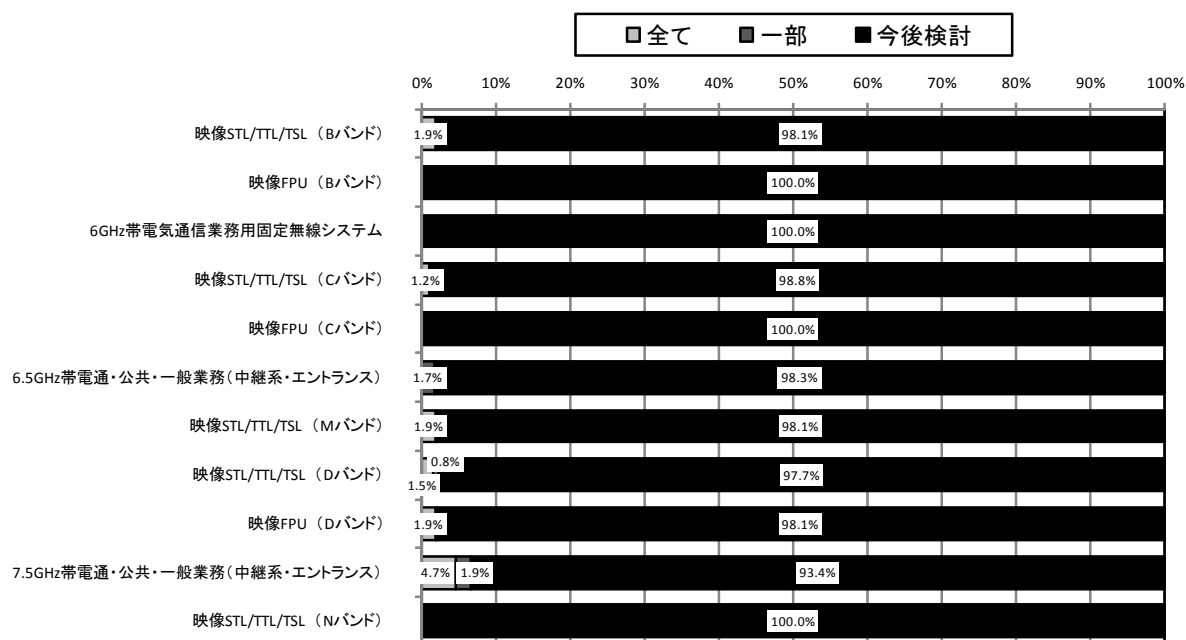 全て 一部 今後検討
0% 10% 20% 30% 40% 50% 60% 70% 80% 90% 100%
映像STL/TTL/TSL（Bバンド） 1.9% 98.1%
映像FPU（Bバンド） 100.0%
6GHz帯電気通信業務用固定無線システム 100.0%
映像STL/TTL/TSL（Cバンド） 1.2% 98.8%
映像FPU（Cバンド） 100.0%
6.5GHz帯電通・公共・一般業務（中継系・エントランス） 1.7% 98.3%
映像STL/TTL/TSL（Mバンド） 1.9% 98.1%
映像STL/TTL/TSL（Dバンド） 1.5% 0.8% 97.7%
映像FPU（Dバンド） 1.9% 98.1%
7.5GHz帯電通・公共・一般業務（中継系・エントランス） 4.7% 1.9% 93.4%
映像STL/TTL/TSL（Nバンド） 100.0%